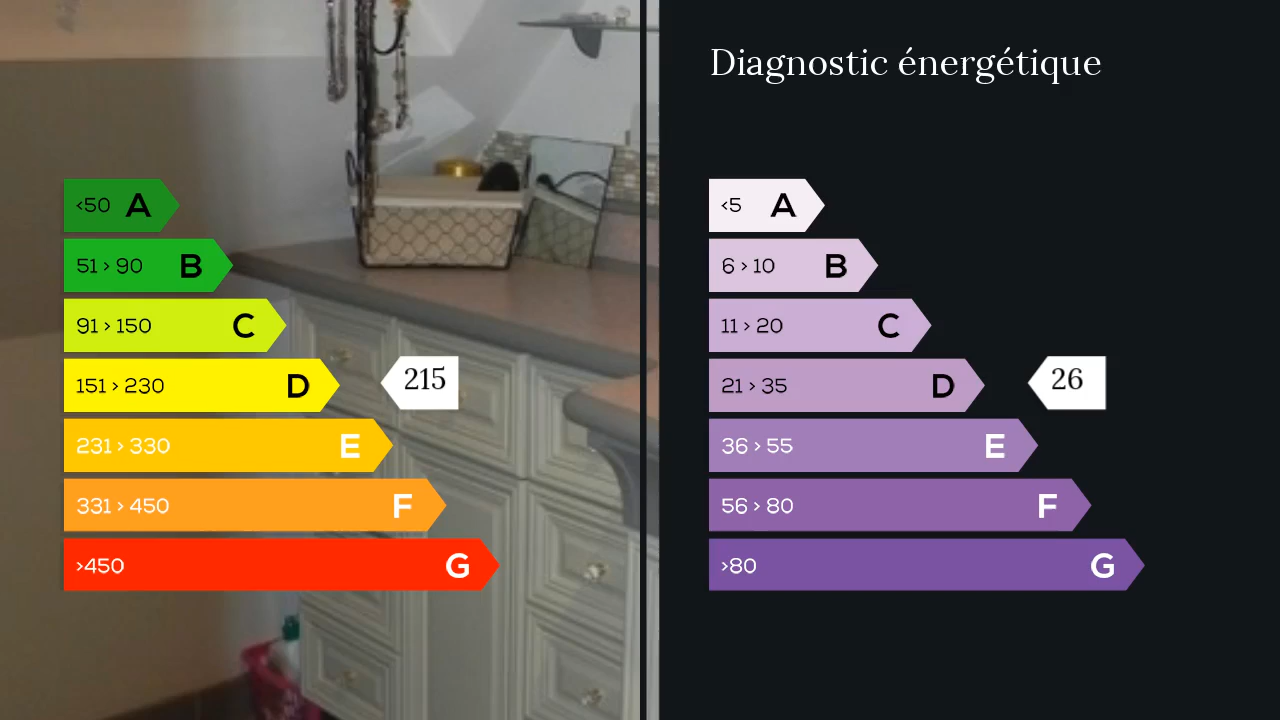 Diagnostic énergétique
<50 A
51 > 90 B
91 > 150 C
151 > 230 D
215
231 > 330 E
331 > 450 F
>450 G
<5 A
6 > 10 B
11 > 20 C
21 > 35 D
26
36 > 55 E
56 > 80 F
>80 G